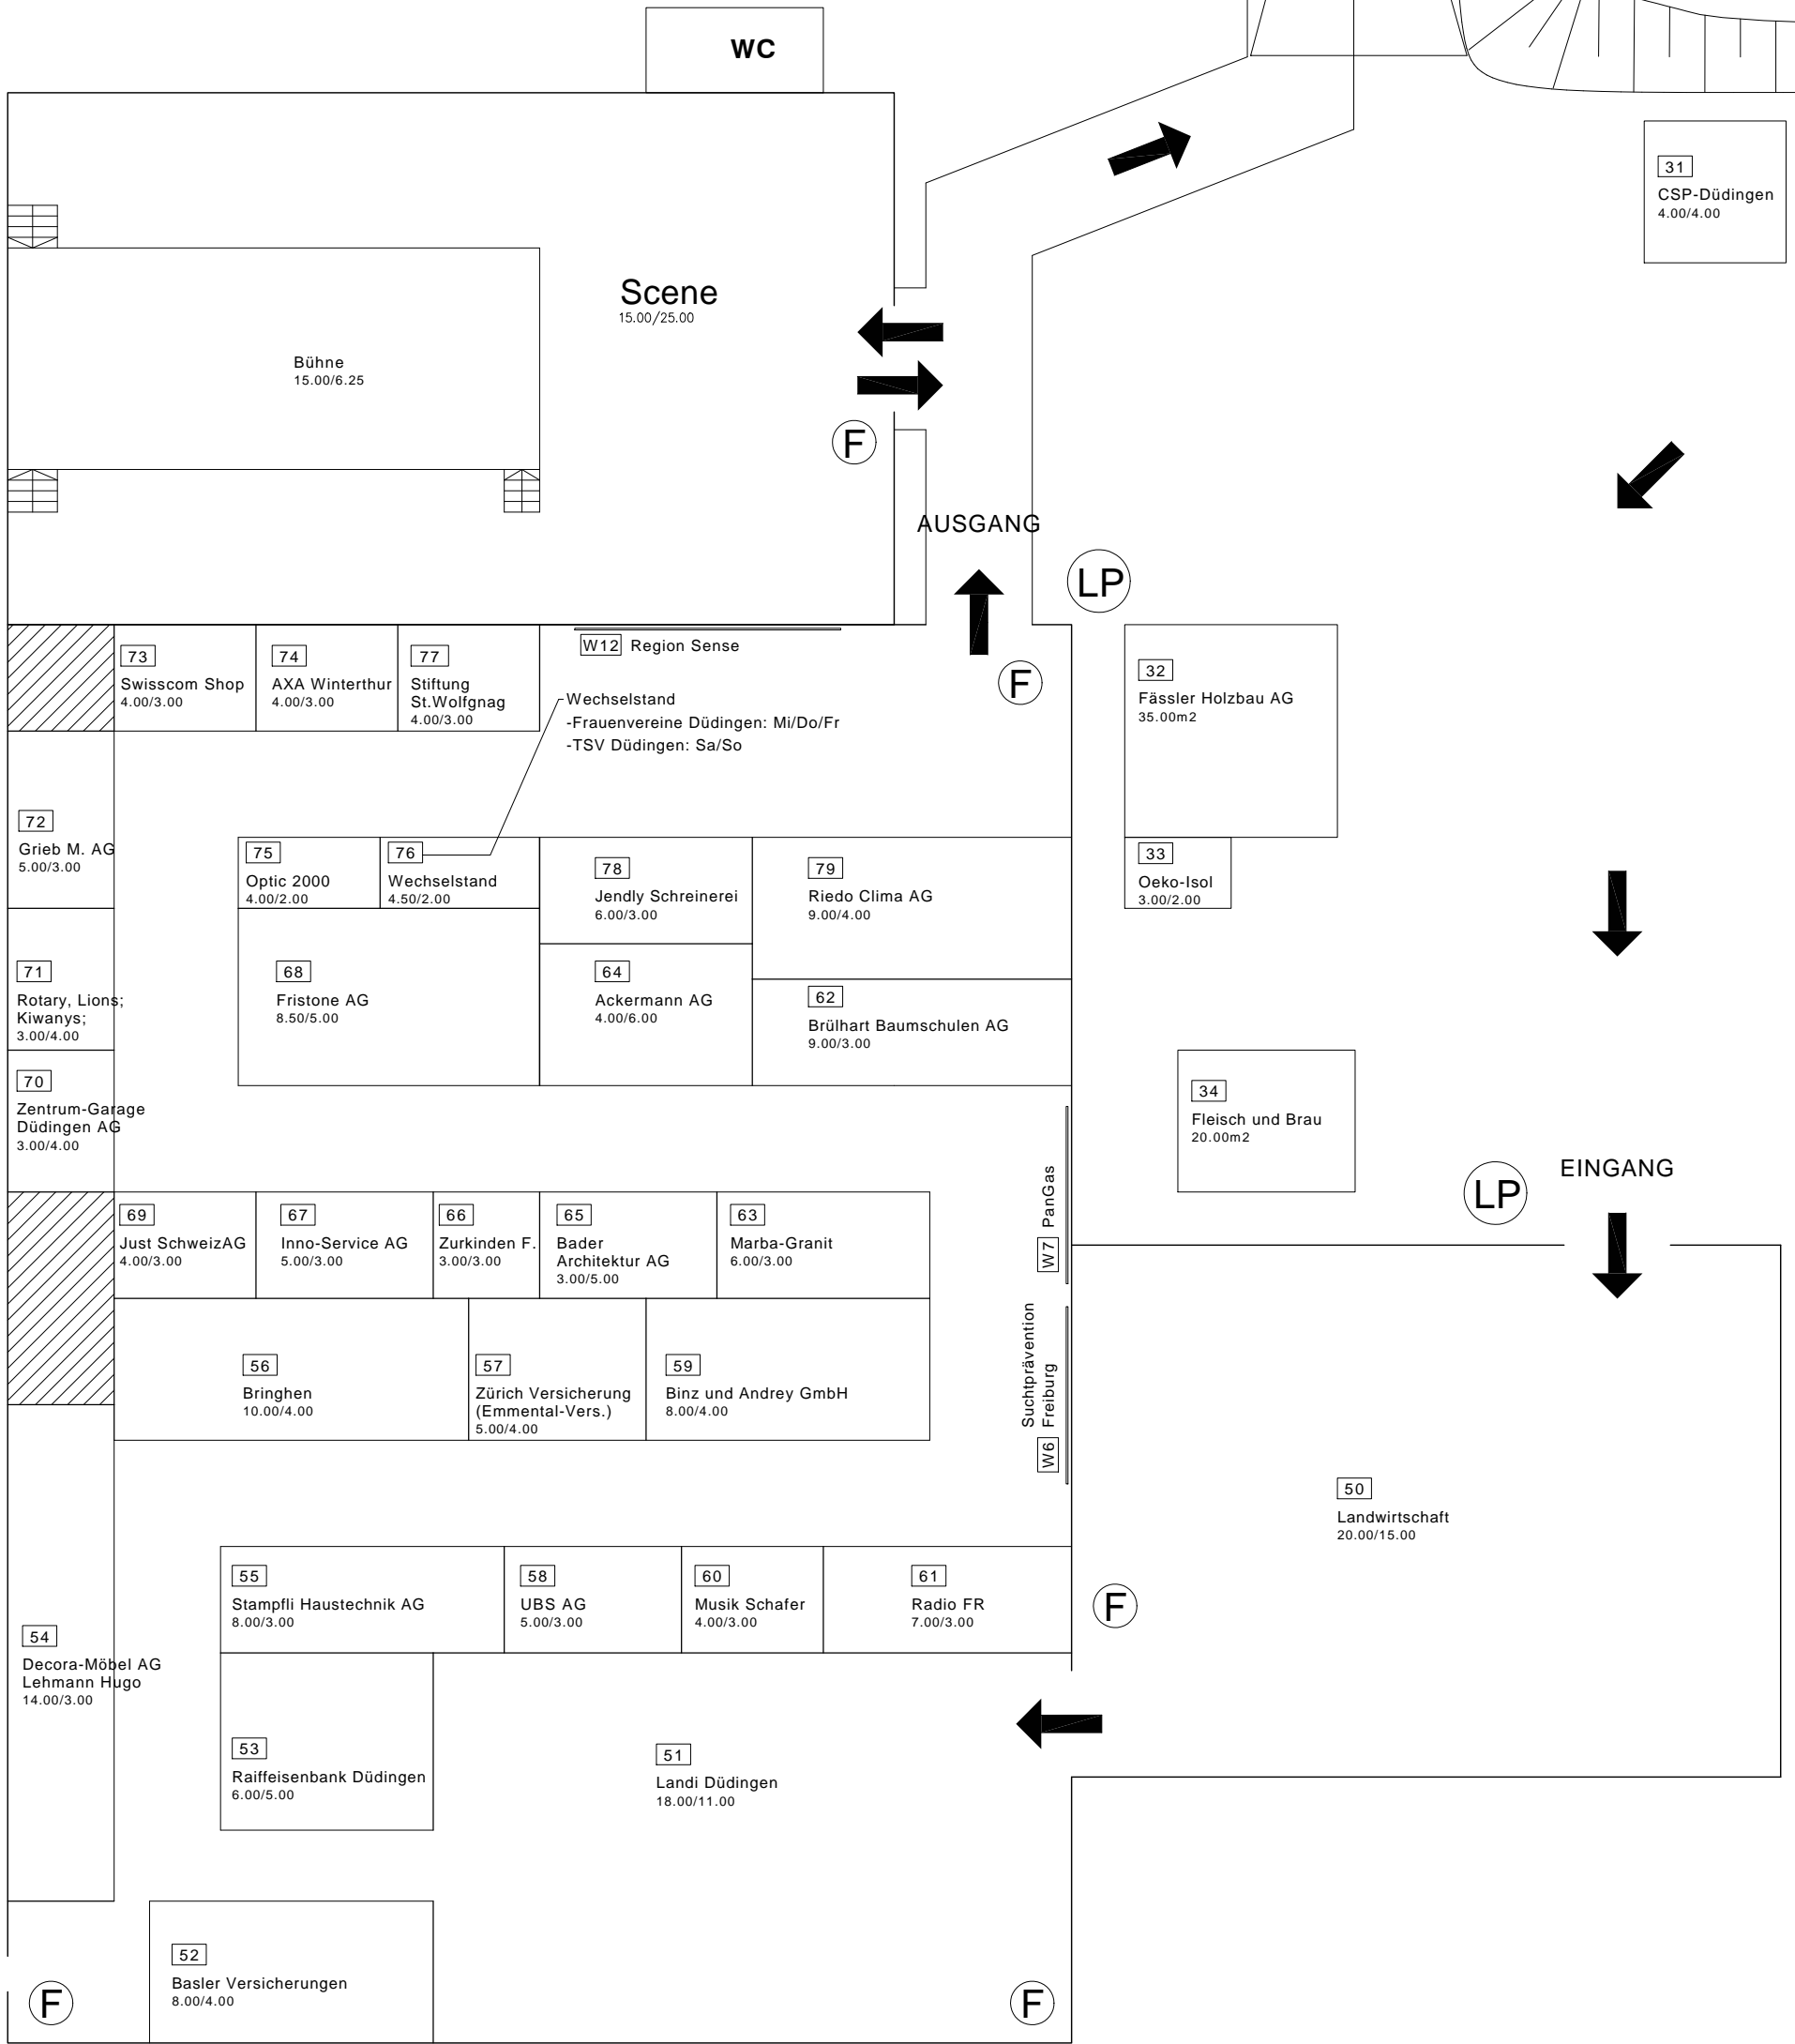 WC
31
CSP-Düdingen
4.00/4.00
Scene
15.00/25.00
Bühne
15.00/6.25
F
AUSGANG
LP
W12 Region Sense
F
73
Swisscom Shop
4.00/3.00
74
AXA Winterthur
4.00/3.00
77
Stiftung
St.Wolfgnag
4.00/3.00
Wechselstand
-Frauenvereine Düdingen: Mi/Do/Fr
-TSV Düdingen: Sa/So
32
Fässler Holzbau AG
35.00m2
72
Grieb M. AG
5.00/3.00
75
Optic 2000
4.00/2.00
76
Wechselstand
4.50/2.00
78
Jendly Schreinerei
6.00/3.00
79
Riedo Clima AG
9.00/4.00
33
Oeko-Isol
3.00/2.00
71
Rotary, Lions;
Kiwanys;
3.00/4.00
68
Fristone AG
8.50/5.00
64
Ackermann AG
4.00/6.00
62
Brülhart Baumschulen AG
9.00/3.00
70
Zentrum-Garage
Düdingen AG
3.00/4.00
34
Fleisch und Brau
20.00m2
LP
EINGANG
W7 PanGas
69
Just SchweizAG
4.00/3.00
67
Inno-Service AG
5.00/3.00
66
Zurkinden F.
3.00/3.00
65
Bader
Architektur AG
3.00/5.00
63
Marba-Granit
6.00/3.00
56
Bringhen
10.00/4.00
57
Zürich Versicherung
(Emmental-Vers.)
5.00/4.00
59
Binz und Andrey GmbH
8.00/4.00
Suchtprävention
W6 Freiburg
50
Landwirtschaft
20.00/15.00
55
Stampfli Haustechnik AG
8.00/3.00
58
UBS AG
5.00/3.00
60
Musik Schafer
4.00/3.00
61
Radio FR
7.00/3.00
F
54
Decora-Möbel AG
Lehmann Hugo
14.00/3.00
53
Raiffeisenbank Düdingen
6.00/5.00
51
Landi Düdingen
18.00/11.00
52
Basler Versicherungen
8.00/4.00
F
F